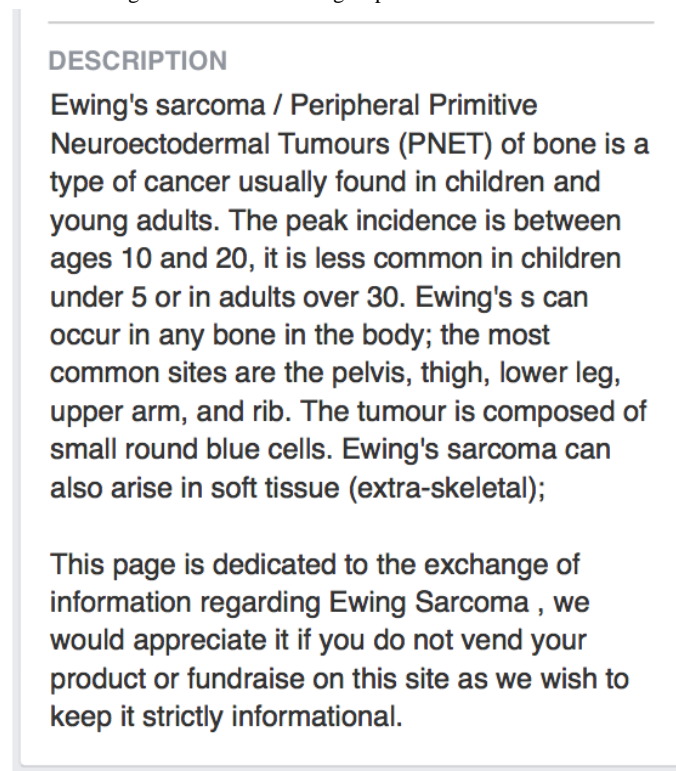 DESCRIPTION
Ewing's sarcoma / Peripheral Primitive
Neuroectodermal Tumours (PNET) of bone is a
type of cancer usually found in children and
young adults. The peak incidence is between
ages 10 and 20, it is less common in children
under 5 or in adults over 30. Ewing's s can
occur in any bone in the body; the most
common sites are the pelvis, thigh, lower leg,
upper arm, and rib. The tumour is composed of
small round blue cells. Ewing's sarcoma can
also arise in soft tissue (extra-skeletal);
This page is dedicated to the exchange of
information regarding Ewing Sarcoma , we
would appreciate it if you do not vend your
product or fundraise on this site as we wish to
keep it strictly informational.